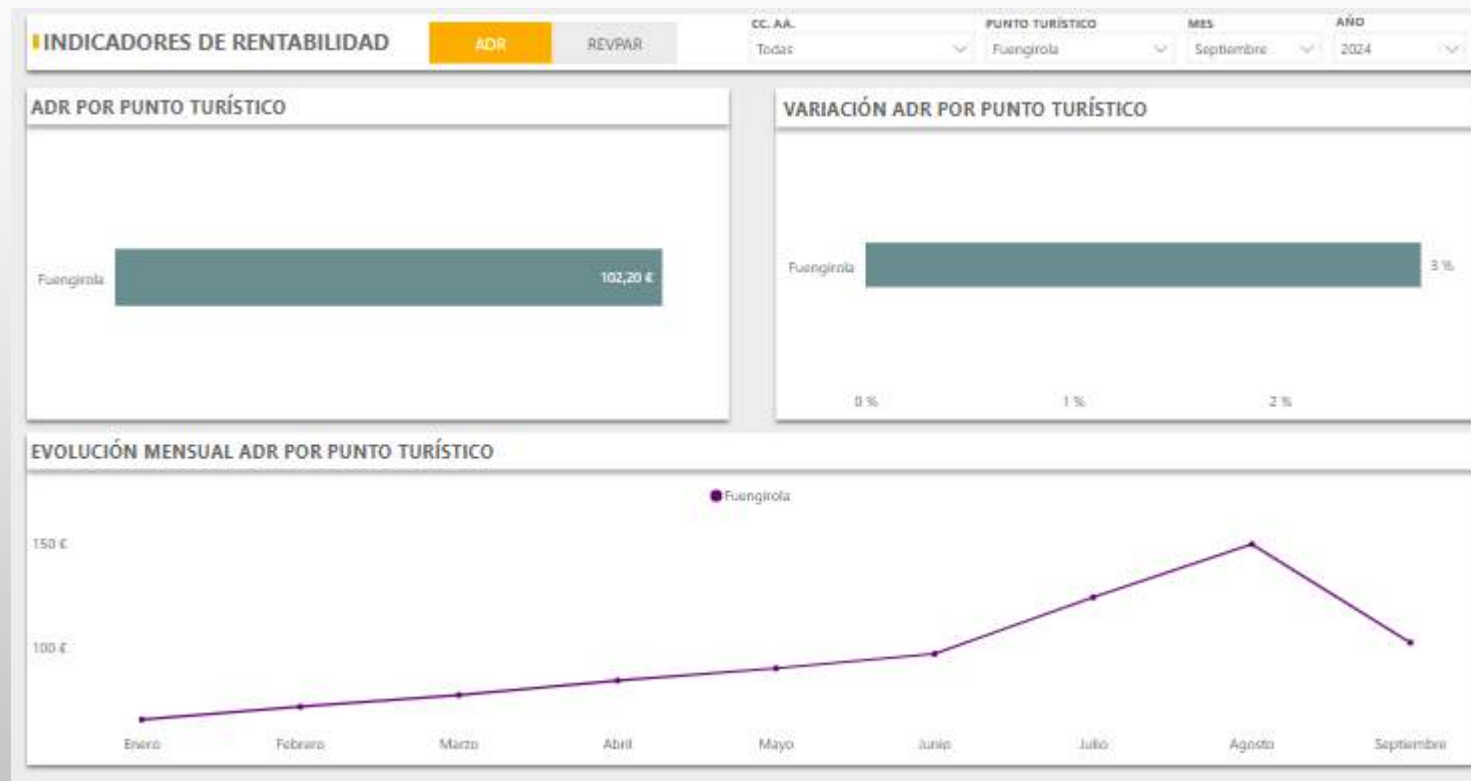 INDICADORES DE RENTABILIDAD
ADR
REVPAR
CC. AA.
Todas
PUNTO TURÍSTICO
Fuengirola
MES
Septiembre
AÑO
2024
ADR POR PUNTO TURÍSTICO
Fuengirola
102,20 €
VARIACIÓN ADR POR PUNTO TURÍSTICO
Fuengirola
3 %
0 %
1 %
2 %
EVOLUCIÓN MENSUAL ADR POR PUNTO TURÍSTICO
Fuengirola
150 €
100 €
Enero
Febrero
Marzo
Abril
Mayo
Junio
Julio
Agosto
Septiembre